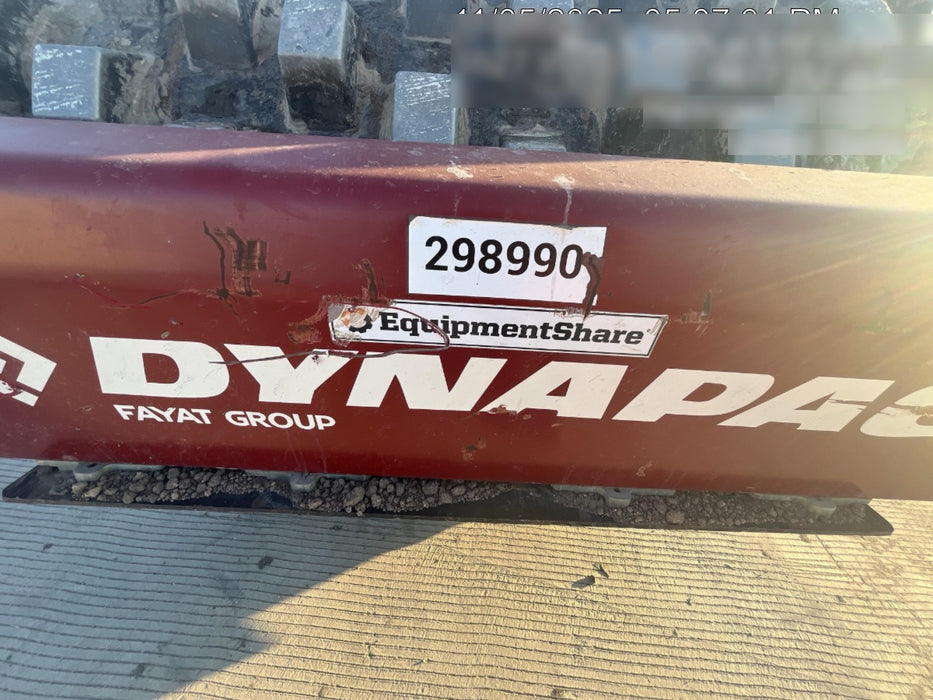 298990
EquipmentShare
DYNAPAC
FAYAT GROUP